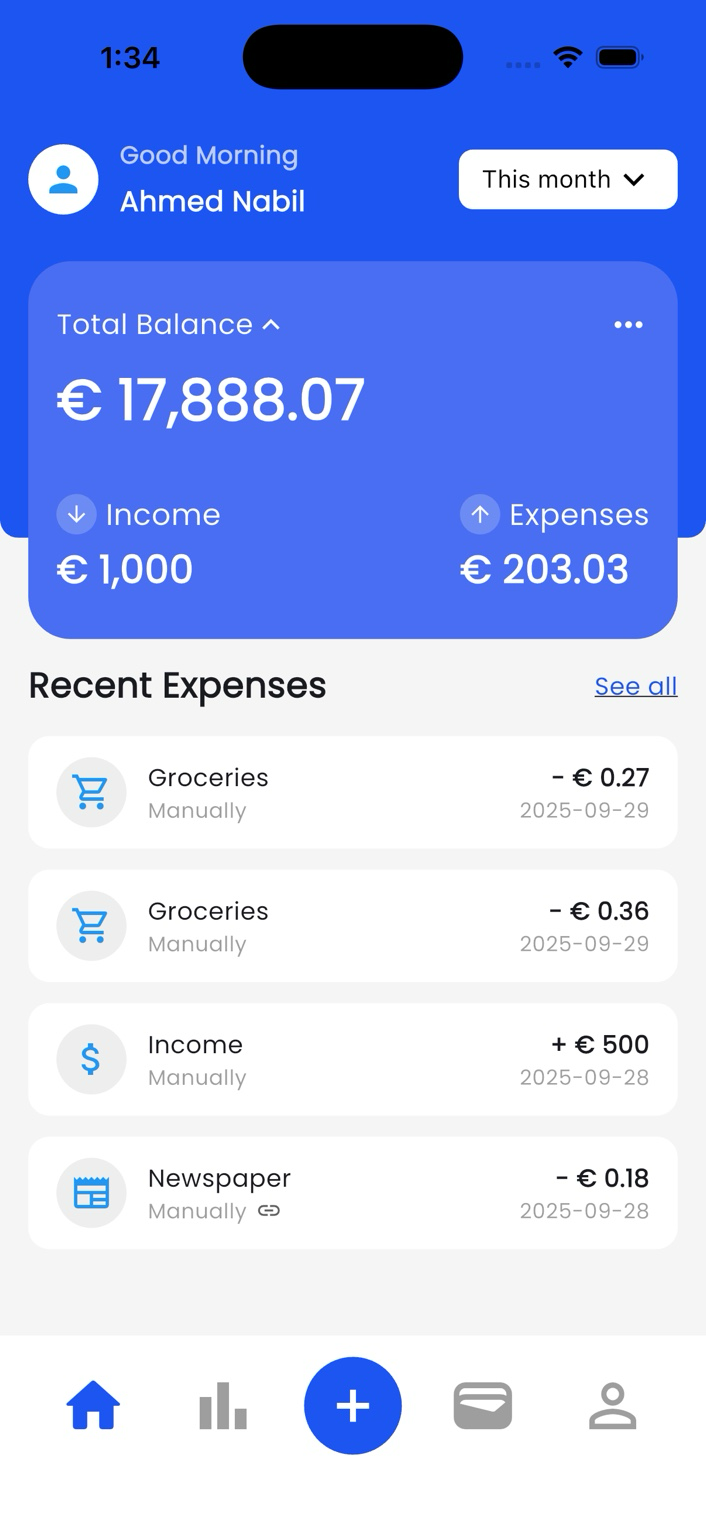 1:34
Good Morning
Ahmed Nabil
This month
Total Balance
€ 17,888.07
Income
Expenses
€ 1,000
€ 203.03
Recent Expenses
See all
Groceries
- € 0.27
Manually
2025-09-29
Groceries
- € 0.36
Manually
2025-09-29
Income
+ € 500
Manually
2025-09-28
Newspaper
- € 0.18
Manually
2025-09-28